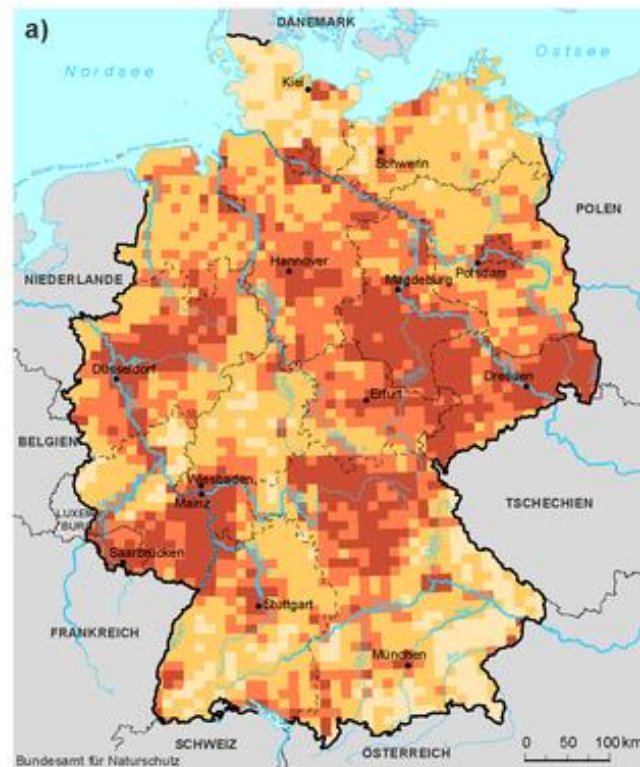 a)
DÄNEMARK
Nordsee
Ostsee
Kiel
Schwerin
POLEN
Hannover
Potsdam
NIEDERLANDE
Magdeburg
Düsseldorf
Dresden
Erfurt
BELGIEN
Wiesbaden
Mainz
TSCHECHIEN
LUXEM-
BURG
Saarbrücken
Stuttgart
FRANKREICH
München
0 50 100 km
SCHWEIZ
ÖSTERREICH
Bundesamt für Naturschutz